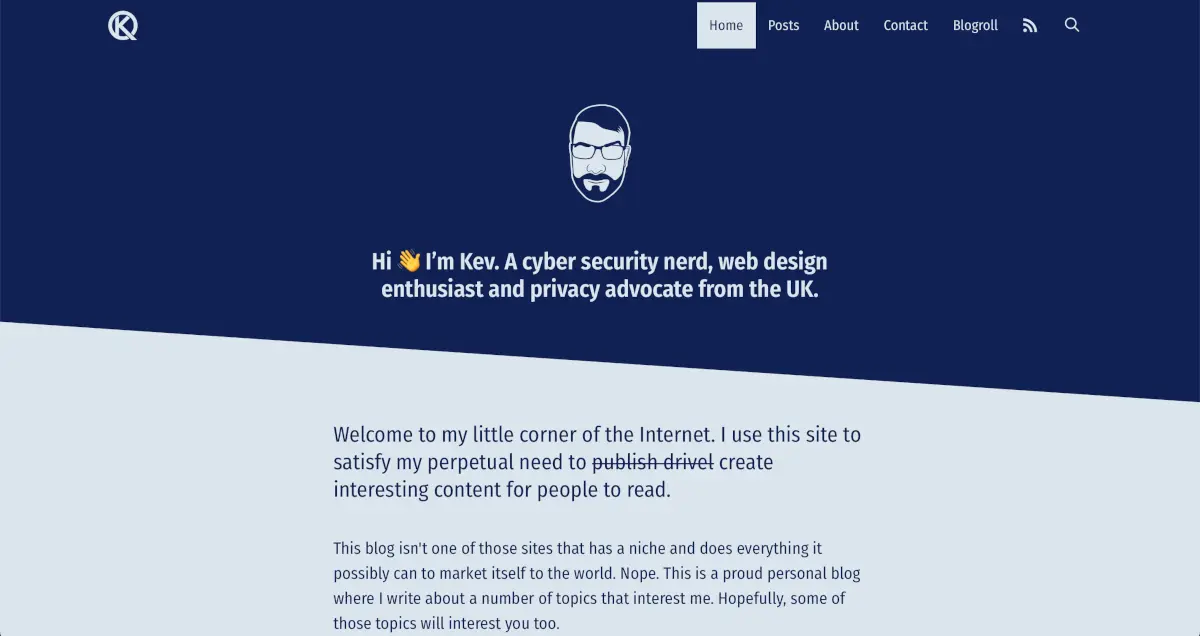 Home Posts About Contact Blogroll
Hi 👋 I’m Kev. A cyber security nerd, web design
enthusiast and privacy advocate from the UK.
Welcome to my little corner of the Internet. I use this site to
satisfy my perpetual need to publish drivel create
interesting content for people to read.
This blog isn't one of those sites that has a niche and does everything it
possibly can to market itself to the world. Nope. This is a proud personal blog
where I write about a number of topics that interest me. Hopefully, some of
those topics will interest you too.